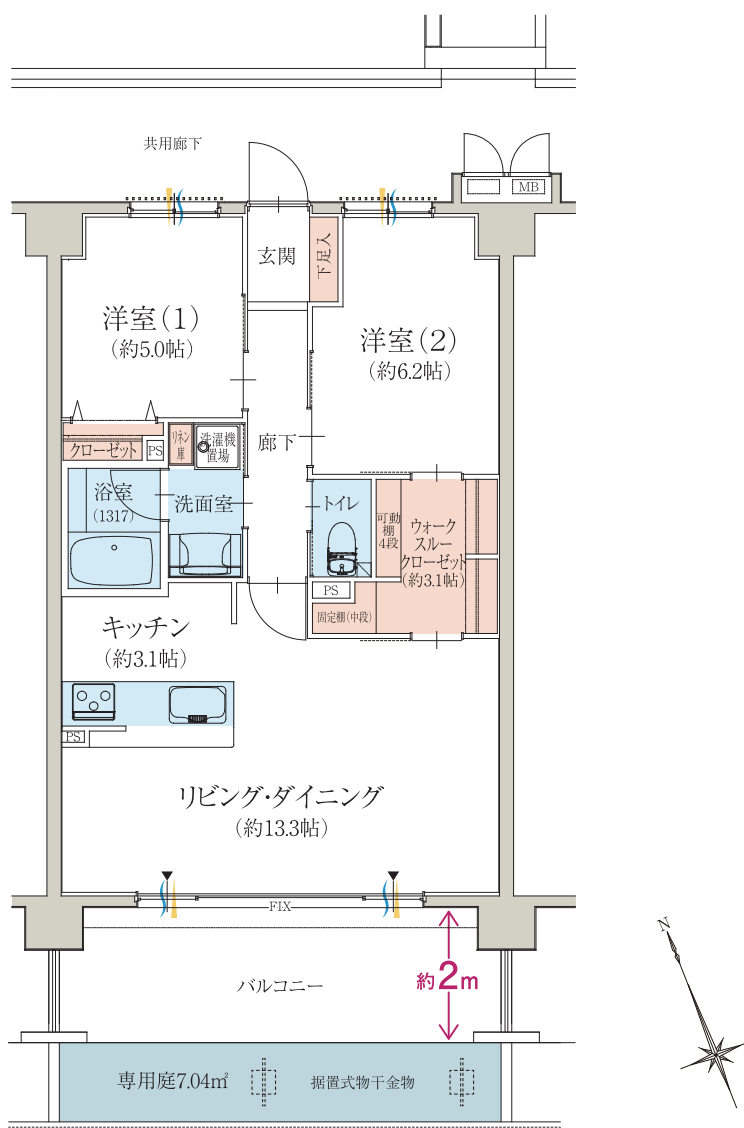 共用廊下
MB
玄関
下足入
洋室(1)
(約5.0帖)
洋室(2)
(約6.2帖)
クローゼット
PS
リネン
庫
洗濯機
置場
廊下
浴室
(1317)
洗面室
トイレ
可動
棚
4段
ウォーク
スルー
クローゼット
(約3.1帖)
PS
固定棚(中段)
キッチン
(約3.1帖)
PS
リビング・ダイニング
(約13.3帖)
FIX
バルコニー
約2m
N
専用庭7.04㎡
据置式物干金物